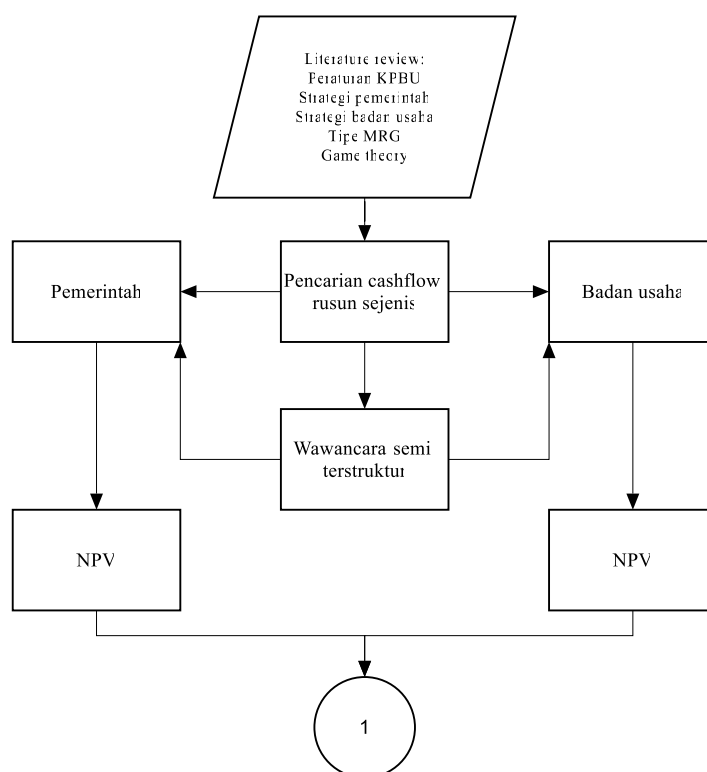 Literature review:
Peraturan KPBU
Strategi pemerintah
Strategi badan usaha
Tipe MRG
Game theory
Pemerintah
Pencarian cashflow
rusun sejenis
Badan usaha
Wawancara semi
terstruktur
NPV
NPV
1